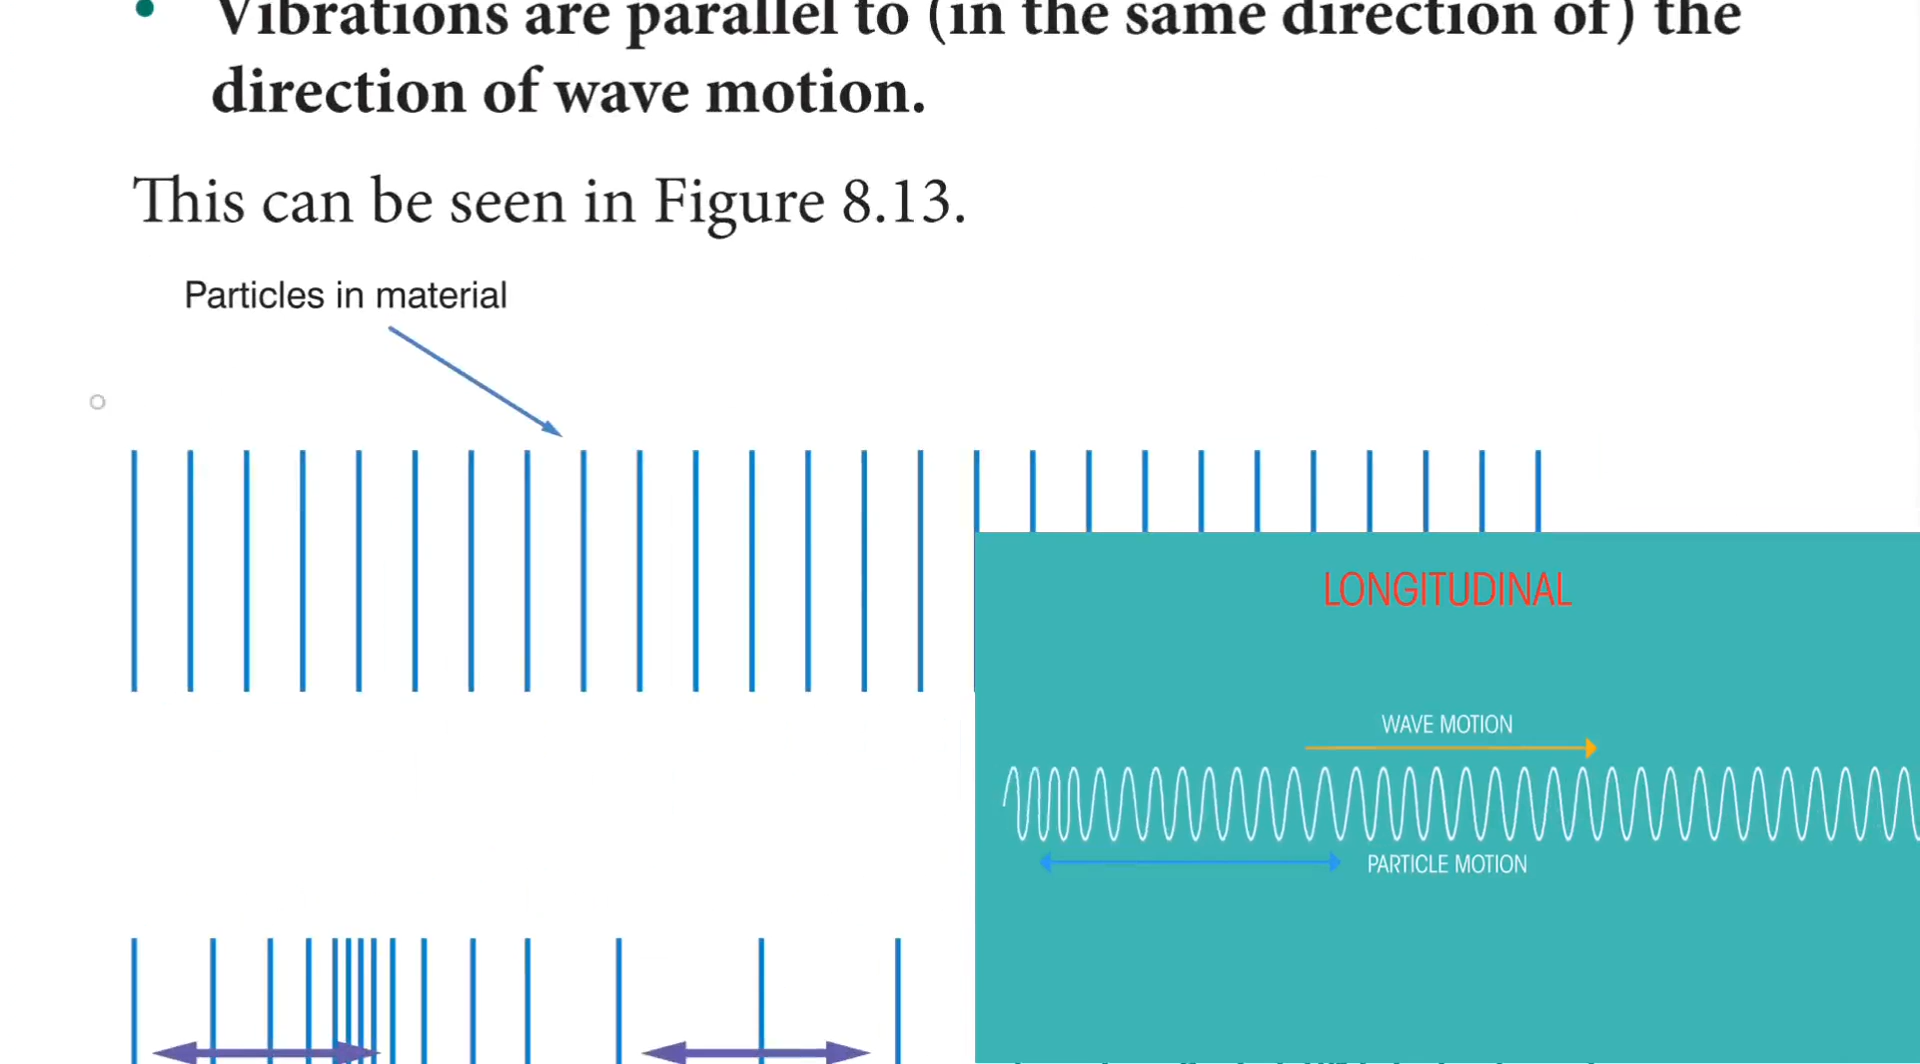 Vibrations are parallel to (in the same direction of) the
direction of wave motion.
This can be seen in Figure 8.13.
Particles in material
LONGITUDINAL
WAVE MOTION
PARTICLE MOTION